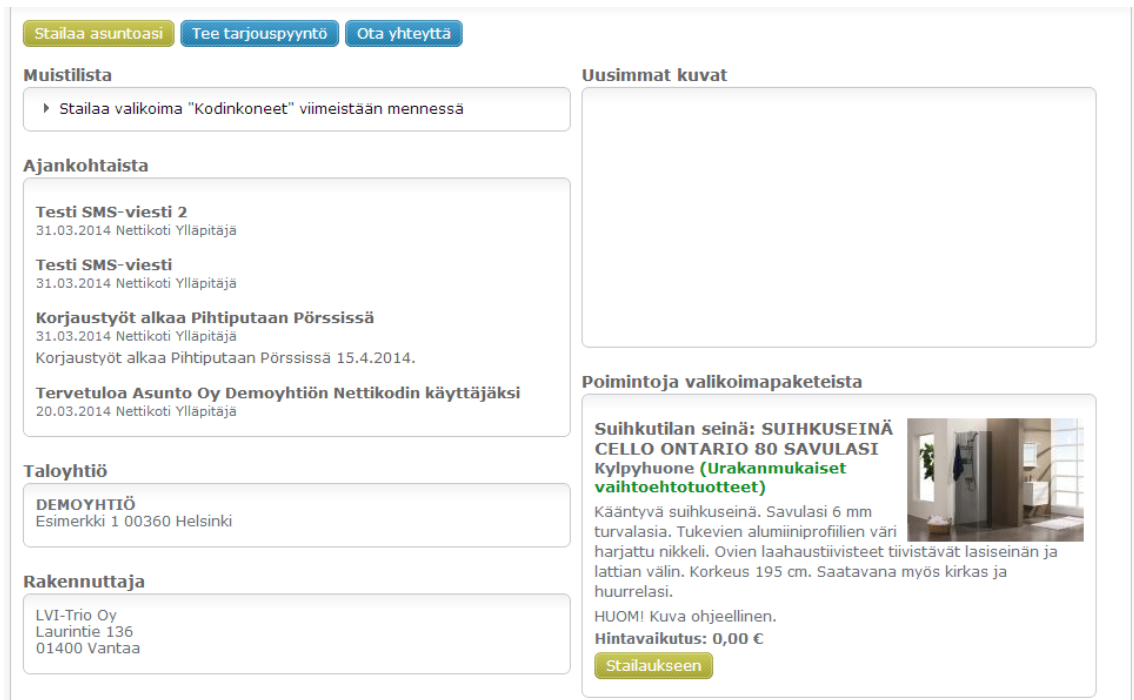 Stailaa asuntoasi Tee tarjouspyyntö Ota yhteyttä
Muistilista
Stailaa valikoima "Kodinkoneet" viimeistään mennessä
Ajankohtaista
Testi SMS-viesti 2
31.03.2014 Nettikoti Ylläpitäjä
Testi SMS-viesti
31.03.2014 Nettikoti Ylläpitäjä
Korjaustyöt alkaa Pihtiputaan Pörssissä
31.03.2014 Nettikoti Ylläpitäjä
Korjaustyöt alkaa Pihtiputaan Pörssissä 15.4.2014.
Tervetuloa Asunto Oy Demoyhtiön Nettikodin käyttäjäksi
20.03.2014 Nettikoti Ylläpitäjä
Taloyhtiö
DEMOYHTIÖ
Esimerkki 1 00360 Helsinki
Rakennuttaja
LVI-Trio Oy
Laurintie 136
01400 Vantaa
Uusimmat kuvat
Poimintoja valikoimapaketeista
Suihkutilan seinä: SUIHKUSEINÄ
CELLO ONTARIO 80 SAVULASI
Kylpyhuone (Urakanmukaiset
vaihtoehtotuotteet)
Kääntyvä suihkuseinä. Savulasi 6 mm
turvalasia. Tukevien alumiiniprofiilien väri
harjattu nikkeli. Ovien laahaustiivisteet tiivistävät lasiseinän ja
lattian välin. Korkeus 195 cm. Saatavana myös kirkas ja
huurrelasi.
HUOM! Kuva ohjeellinen.
Hintavaikutus: 0,00 €
Stailaukseen